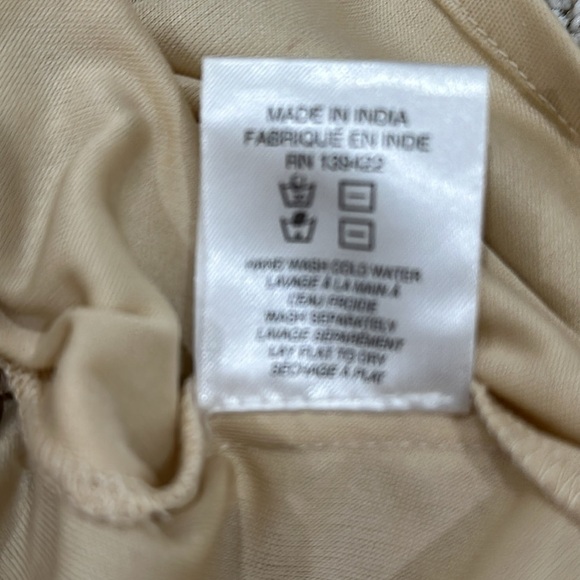 MADE IN INDIA
FABRIQUÉ EN INDE
RN 139422
HAND WASH COLD WATER
LAVAGE À LA MAIN À
L'EAU FROIDE
WASH SEPARATELY
LAVAGE SÉPARÉMENT
LAY FLAT TO DRY
SÉCHAGE À PLAT